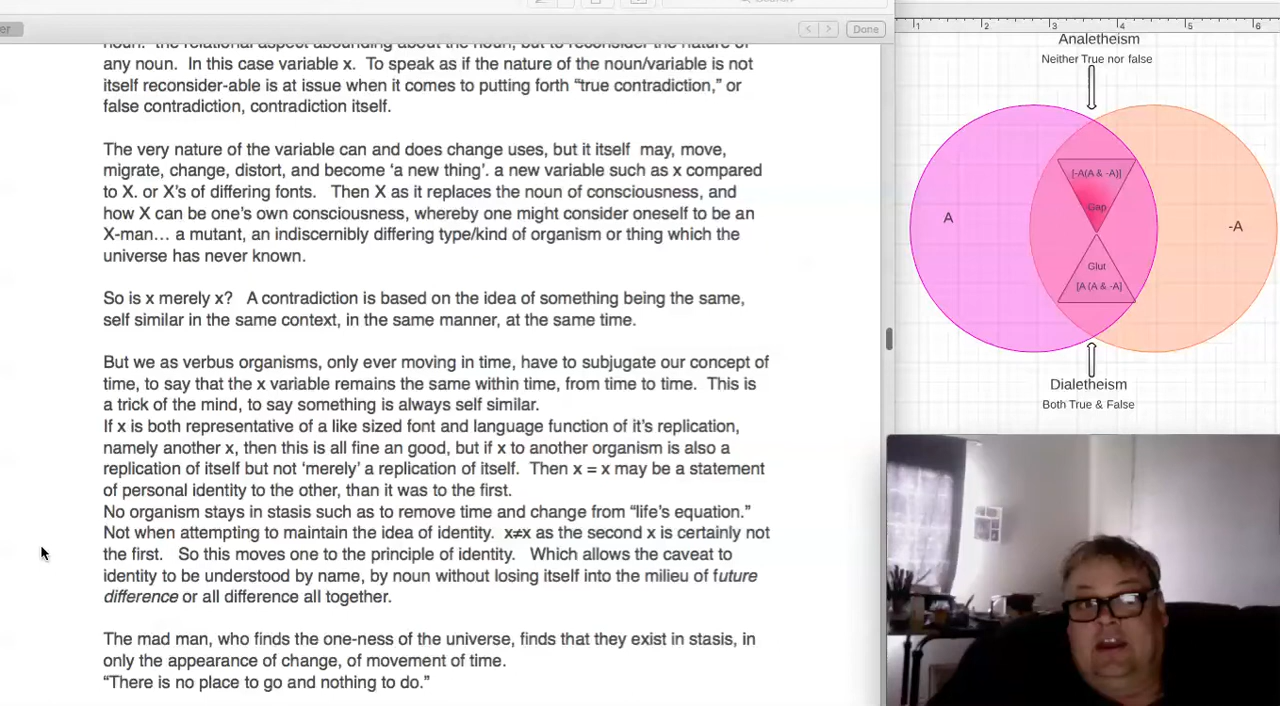 er
Done
noun. the relational aspect abounding about the noun, but to reconsider the nature of
any noun. In this case variable x. To speak as if the nature of the noun/variable is not
itself reconsider-able is at issue when it comes to putting forth “true contradiction,” or
false contradiction, contradiction itself.
The very nature of the variable can and does change uses, but it itself may, move,
migrate, change, distort, and become ‘a new thing’. a new variable such as x compared
to X. or X’s of differing fonts. Then X as it replaces the noun of consciousness, and
how X can be one’s own consciousness, whereby one might consider oneself to be an
X-man… a mutant, an indiscernibly differing type/kind of organism or thing which the
universe has never known.
So is x merely x? A contradiction is based on the idea of something being the same,
self similar in the same context, in the same manner, at the same time.
But we as verbus organisms, only ever moving in time, have to subjugate our concept of
time, to say that the x variable remains the same within time, from time to time. This is
a trick of the mind, to say something is always self similar.
If x is both representative of a like sized font and language function of it’s replication,
namely another x, then this is all fine an good, but if x to another organism is also a
replication of itself but not ‘merely’ a replication of itself. Then x = x may be a statement
of personal identity to the other, than it was to the first.
No organism stays in stasis such as to remove time and change from “life’s equation.”
Not when attempting to maintain the idea of identity. x≠x as the second x is certainly not
the first. So this moves one to the principle of identity. Which allows the caveat to
identity to be understood by name, by noun without losing itself into the milieu of future
difference or all difference all together.
The mad man, who finds the one-ness of the universe, finds that they exist in stasis, in
only the appearance of change, of movement of time.
“There is no place to go and nothing to do.”
1 2 3 4 5 6
Analetheism
Neither True nor false
[-A(A & -A)]
Gap
A
-A
Glut
[A (A & -A]
Dialetheism
Both True & False